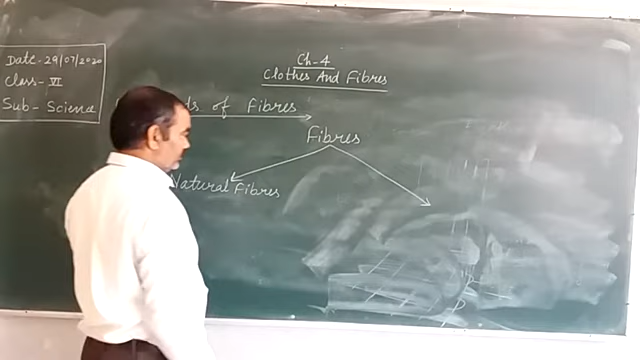 Date - 29/07/2020
Class - VI
Sub - Science
Ch-4
Clothes And Fibres
of Fibres
Fibres
Natural Fibres